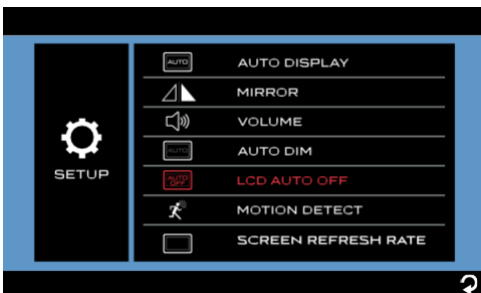 SETUP
AUTO AUTO DISPLAY
MIRROR
VOLUME
AUTO AUTO DIM
AUTO OFF LCD AUTO OFF
MOTION DETECT
SCREEN REFRESH RATE